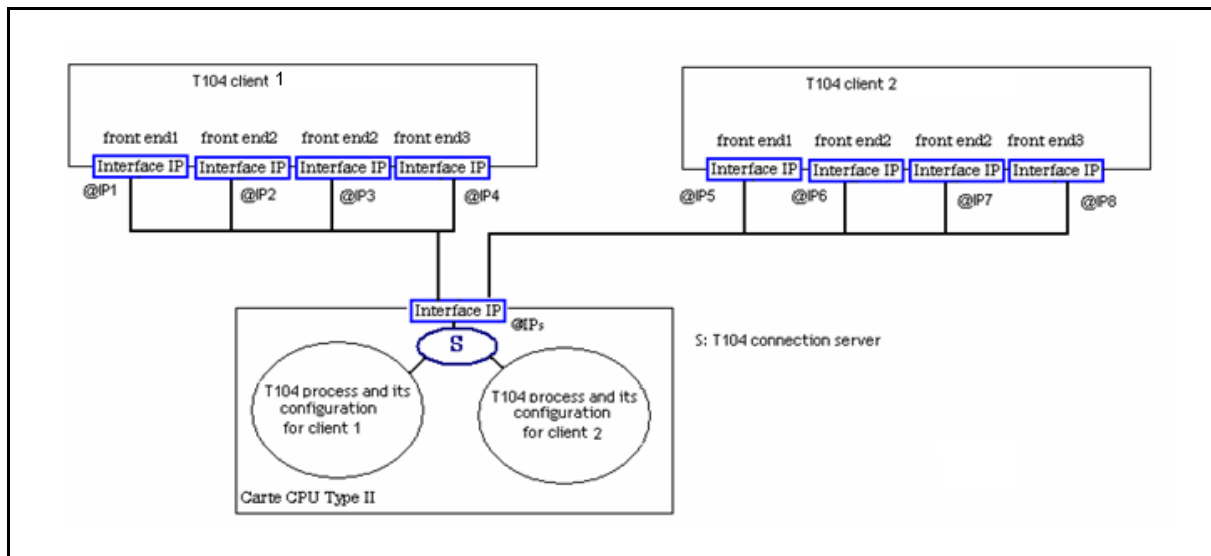 T104 client 1
T104 client 2
front end1 front end2 front end2 front end3
front end1 front end2 front end2 front end3
Interface IP Interface IP Interface IP Interface IP
Interface IP Interface IP Interface IP Interface IP
@IP1 @IP2 @IP3 @IP4
@IP5 @IP6 @IP7 @IP8
Interface IP
@IPs
S
S: T104 connection server
T104 process and its
configuration
for client 1
T104 process and its
configuration
for client 2
Carte CPU Type II